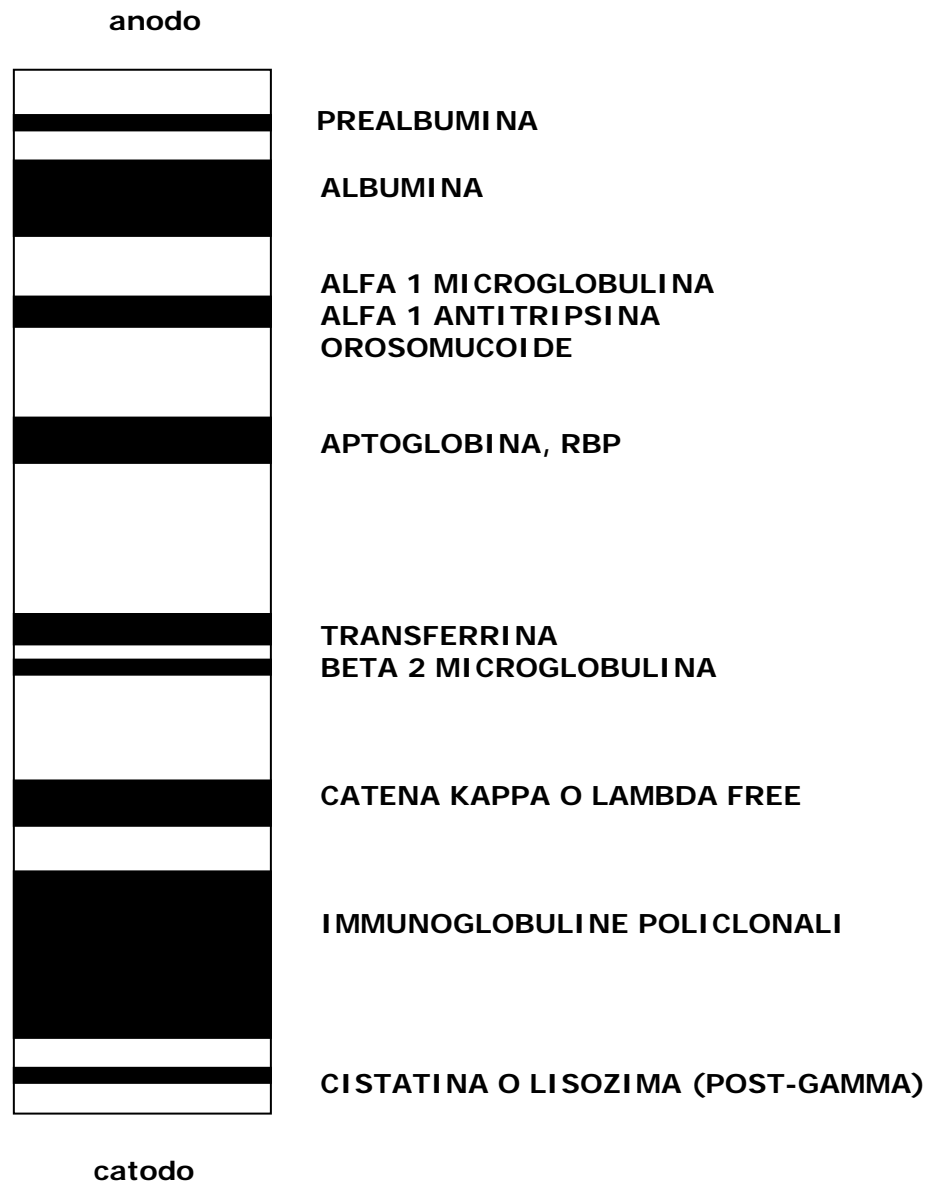 anodo
PREALBUMINA
ALBUMINA
ALFA 1 MICROGLOBULINA
ALFA 1 ANTITRIPSINA
OROSOMUCOIDE
APTOGLOBINA, RBP
TRANSFERRINA
BETA 2 MICROGLOBULINA
CATENA KAPPA O LAMBDA FREE
IMMUNOGLOBULINE POLICLONALI
CISTATINA O LISOZIMA (POST-GAMMA)
catodo